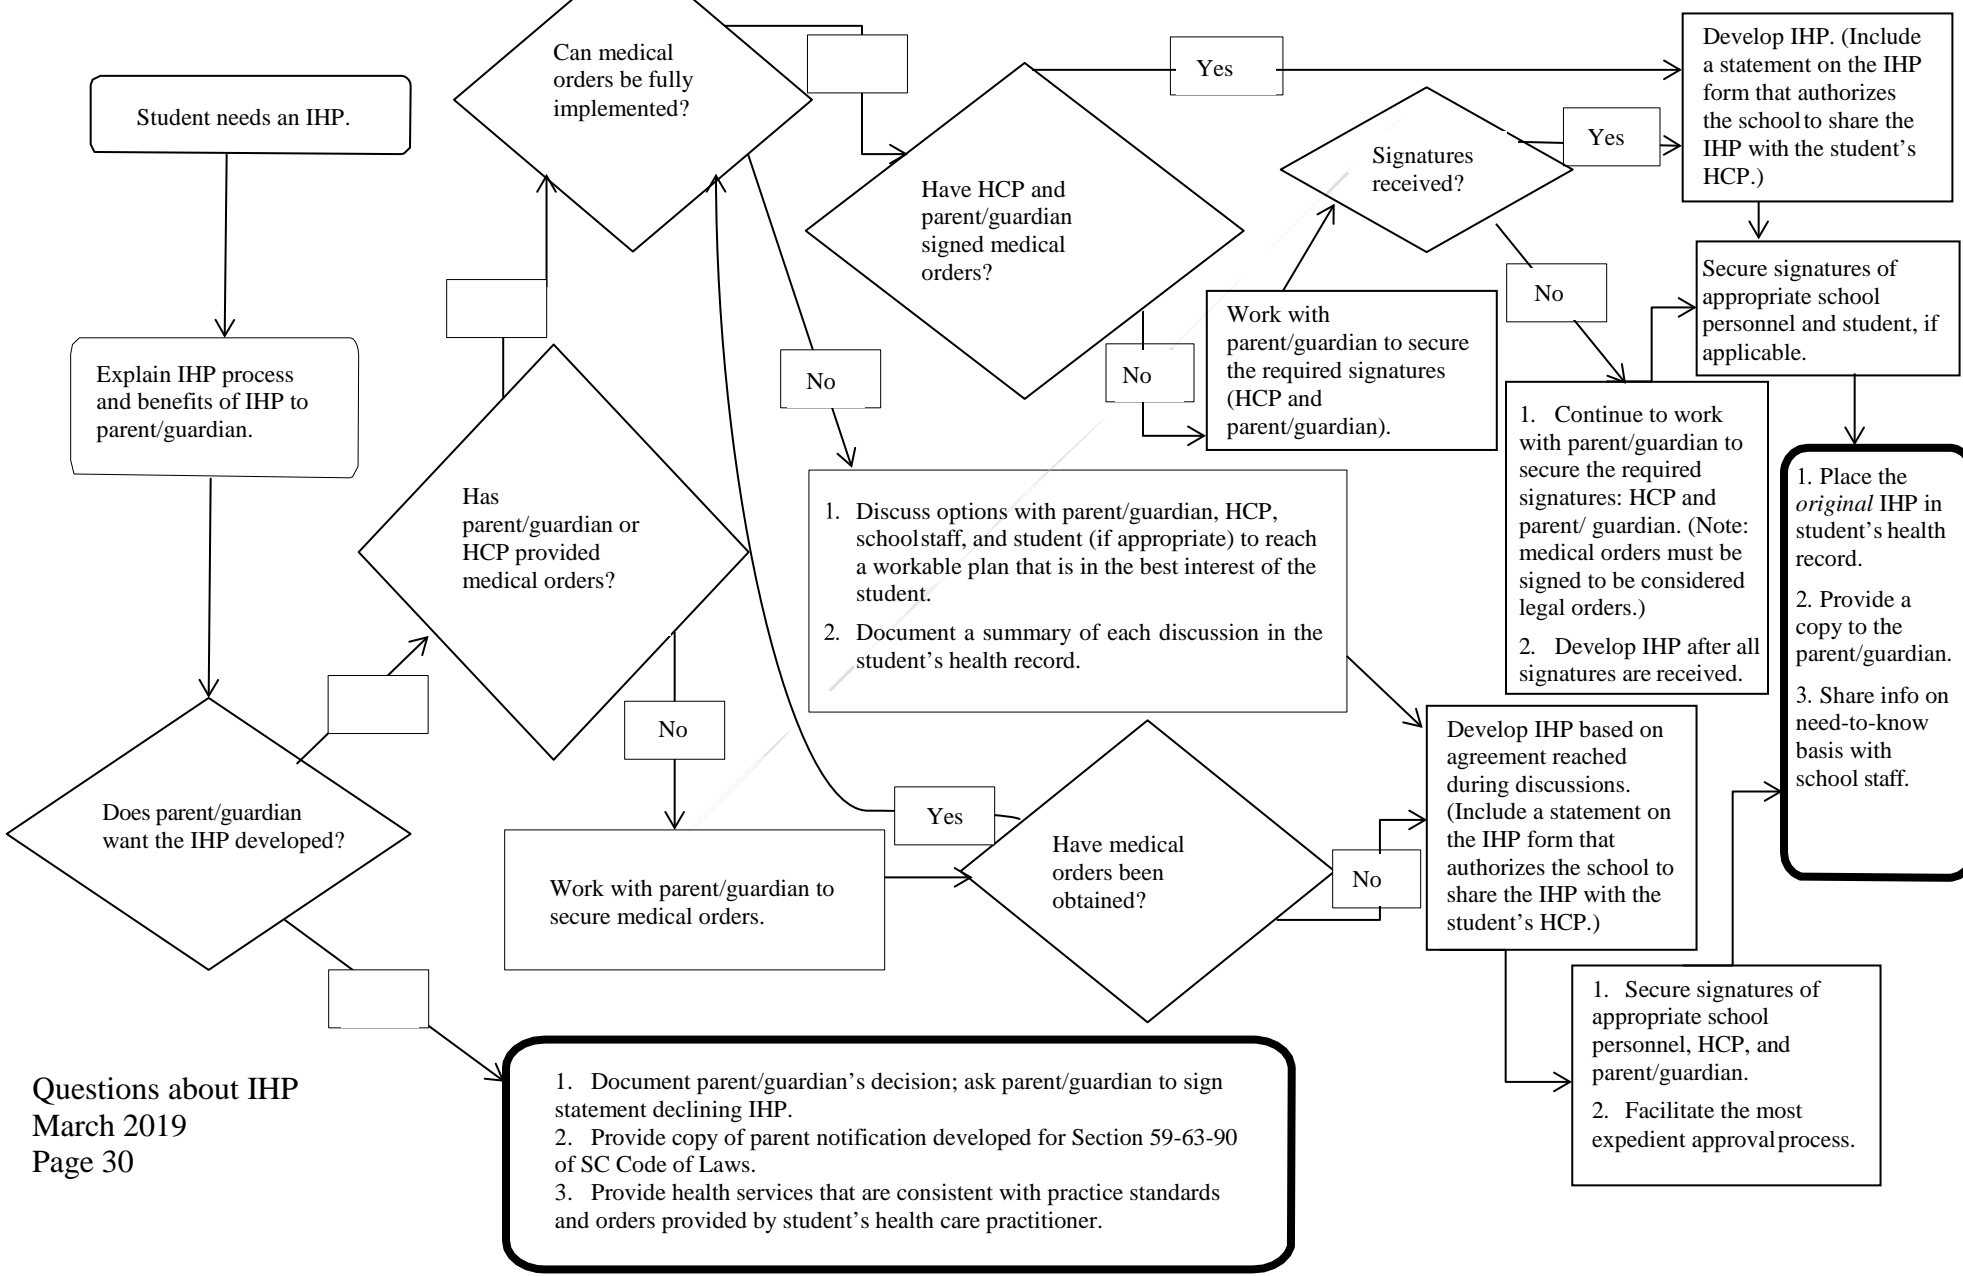 Student needs an IHP.
Explain IHP process
and benefits of IHP to
parent/guardian.
Does parent/guardian
want the IHP developed?
Has
parent/guardian or
HCP provided
medical orders?
No
Work with parent/guardian to
secure medical orders.
Can medical
orders be fully
implemented?
No
1. Discuss options with parent/guardian, HCP,
school staff, and student (if appropriate) to reach
a workable plan that is in the best interest of the
student.
2. Document a summary of each discussion in the
student’s health record.
Yes
Have medical
orders been
obtained?
No
Have HCP and
parent/guardian
signed medical
orders?
Yes
No
Work with
parent/guardian to secure
the required signatures
(HCP and
parent/guardian).
Signatures
received?
Yes
No
Develop IHP. (Include
a statement on the IHP
form that authorizes
the school to share the
IHP with the student’s
HCP.)
Secure signatures of
appropriate school
personnel and student, if
applicable.
1. Continue to work
with parent/guardian to
secure the required
signatures: HCP and
parent/ guardian. (Note:
medical orders must be
signed to be considered
legal orders.)
2. Develop IHP after all
signatures are received.
1. Place the
original IHP in
student’s health
record.
2. Provide a
copy to the
parent/guardian.
3. Share info on
need-to-know
basis with
school staff.
Develop IHP based on
agreement reached
during discussions.
(Include a statement on
the IHP form that
authorizes the school to
share the IHP with the
student’s HCP.)
1. Secure signatures of
appropriate school
personnel, HCP, and
parent/guardian.
2. Facilitate the most
expedient approval process.
1. Document parent/guardian’s decision; ask parent/guardian to sign
statement declining IHP.
2. Provide copy of parent notification developed for Section 59-63-90
of SC Code of Laws.
3. Provide health services that are consistent with practice standards
and orders provided by student’s health care practitioner.
Questions about IHP
March 2019
Page 30